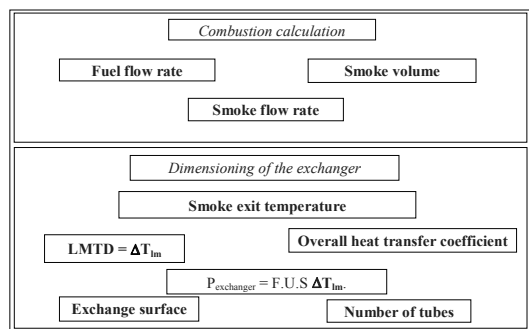 Combustion calculation
Fuel flow rate
Smoke volume
Smoke flow rate
Dimensioning of the exchanger
Smoke exit temperature
Overall heat transfer coefficient
LMTD = ΔTlm
Pexchanger = F.U.S ΔTlm.
Exchange surface
Number of tubes